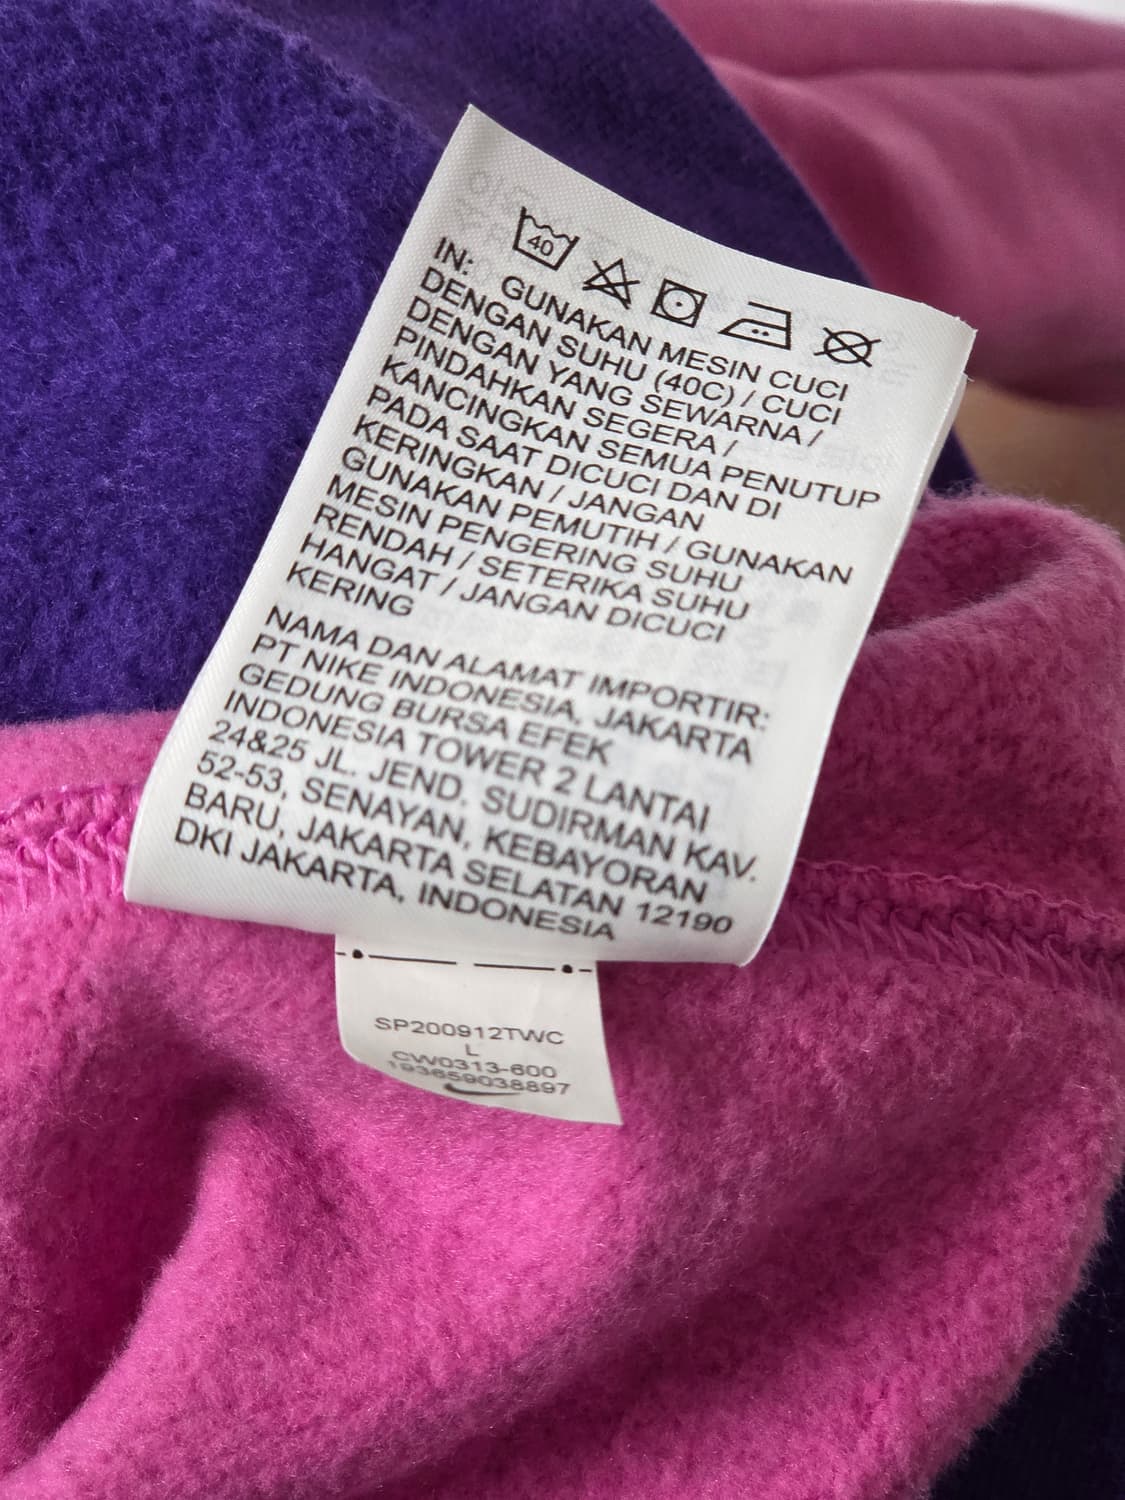 40
IN: GUNAKAN MESIN CUCI
DENGAN SUHU (40C) / CUCI
DENGAN YANG SEWARNA /
PINDAHKAN SEGERA /
KANCINGKAN SEMUA PENUTUP
PADA SAAT DICUCI DAN DI
KERINGKAN / JANGAN
GUNAKAN PEMUTIH / GUNAKAN
MESIN PENGERING SUHU
RENDAH / SETERIKA SUHU
HANGAT / JANGAN DICUCI
KERING
NAMA DAN ALAMAT IMPORTIR:
PT NIKE INDONESIA, JAKARTA
GEDUNG BURSA EFEK
INDONESIA TOWER 2 LANTAI
24&25 JL. JEND. SUDIRMAN KAV.
52-53, SENAYAN, KEBAYORAN
BARU, JAKARTA SELATAN 12190
DKI JAKARTA, INDONESIA
SP200912TWC
L
CW0313-600
193659038897